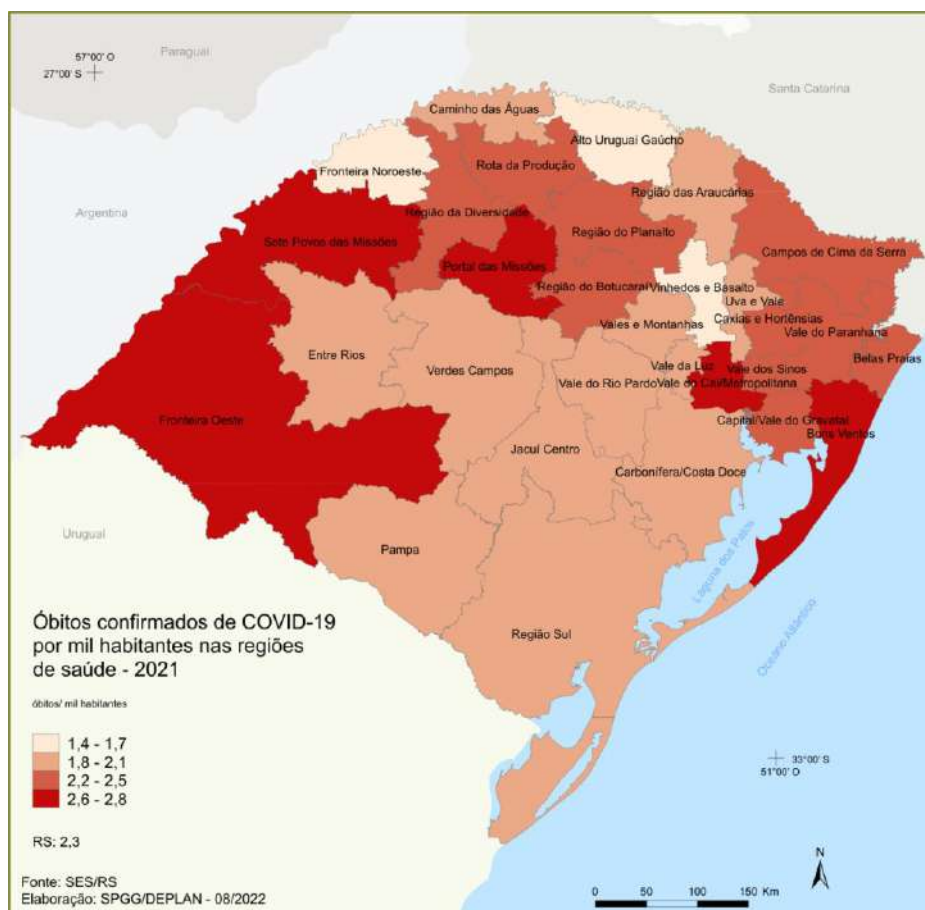 Paraguai
57°00' O
27°00' S
Santa Catarina
Caminho das Águas
Alto Uruguai Gaúcho
Rota da Produção
Fronteira Noroeste
Região das Araucárias
Argentina
Região da Diversidade
Região do Planalto
Sete Povos das Missões
Campos de Cima da Serra
Portal das Missões
Região do Botucaraí
Vinhedos e Basalto
Uva e Vale
Caxias e Hortênsias
Vales e Montanhas
Vale do Paranhana
Entre Rios
Belas Praias
Verdes Campos
Vale da Luz
Vale dos Sinos
Vale do Rio Pardo
Vale do Caí/Metropolitana
Fronteira Oeste
Capital/Vale do Gravataí
Bons Ventos
Jacuí Centro
Carbonífera/Costa Doce
Uruguai
Pampa
Laguna dos Patos
Região Sul
Oceano Atlântico
Óbitos confirmados de COVID-19
por mil habitantes nas regiões
de saúde - 2021
óbitos/ mil habitantes
1,4 - 1,7
1,8 - 2,1
2,2 - 2,5
2,6 - 2,8
33°00' S
51°00' O
RS: 2,3
N
Fonte: SES/RS
Elaboração: SPGG/DEPLAN - 08/2022
0 50 100 150 Km